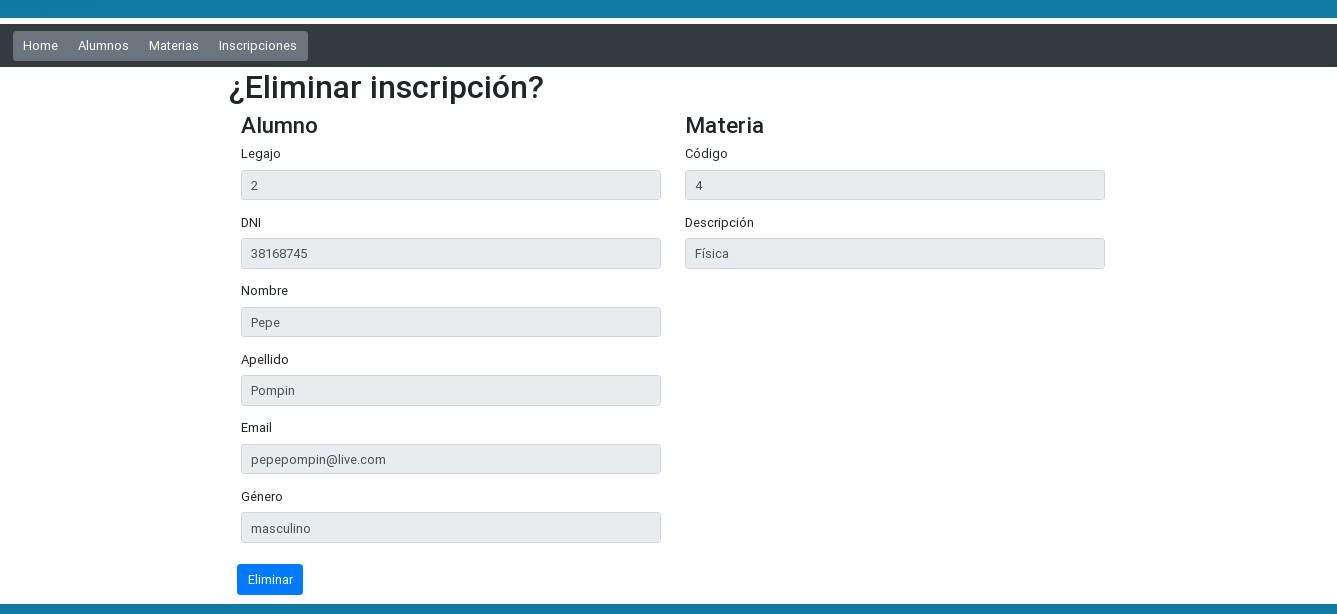 Home Alumnos Materias Inscripciones
¿Eliminar inscripción?
Alumno
Legajo
2
DNI
38168745
Nombre
Pepe
Apellido
Pompin
Email
pepepompin@live.com
Género
masculino
Materia
Código
4
Descripción
Física
Eliminar